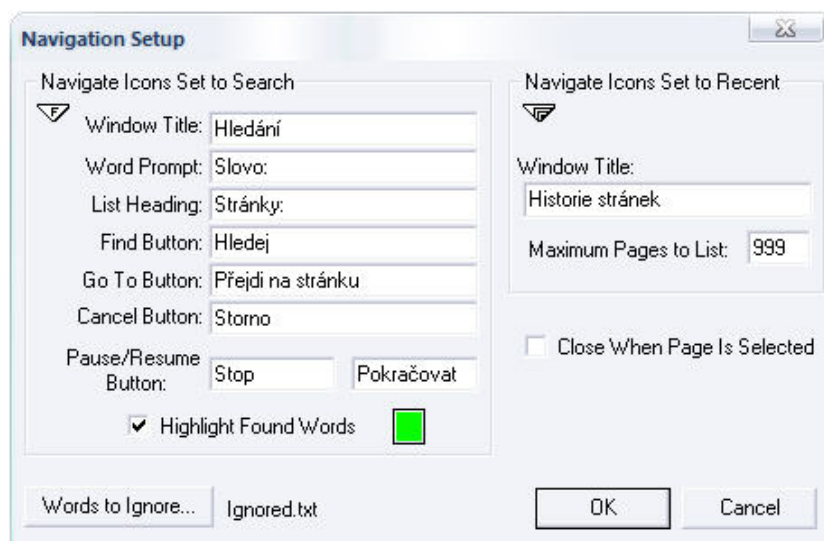 Navigation Setup
Navigate Icons Set to Search
F
Window Title: Hledání
Word Prompt: Slovo:
List Heading: Stránky:
Find Button: Hledej
Go To Button: Přejdi na stránku
Cancel Button: Storno
Pause/Resume
Button: Stop Pokračovat
Highlight Found Words
Navigate Icons Set to Recent
Window Title:
Historie stránek
Maximum Pages to List: 999
Close When Page Is Selected
Words to Ignore... Ignored.txt
OK Cancel